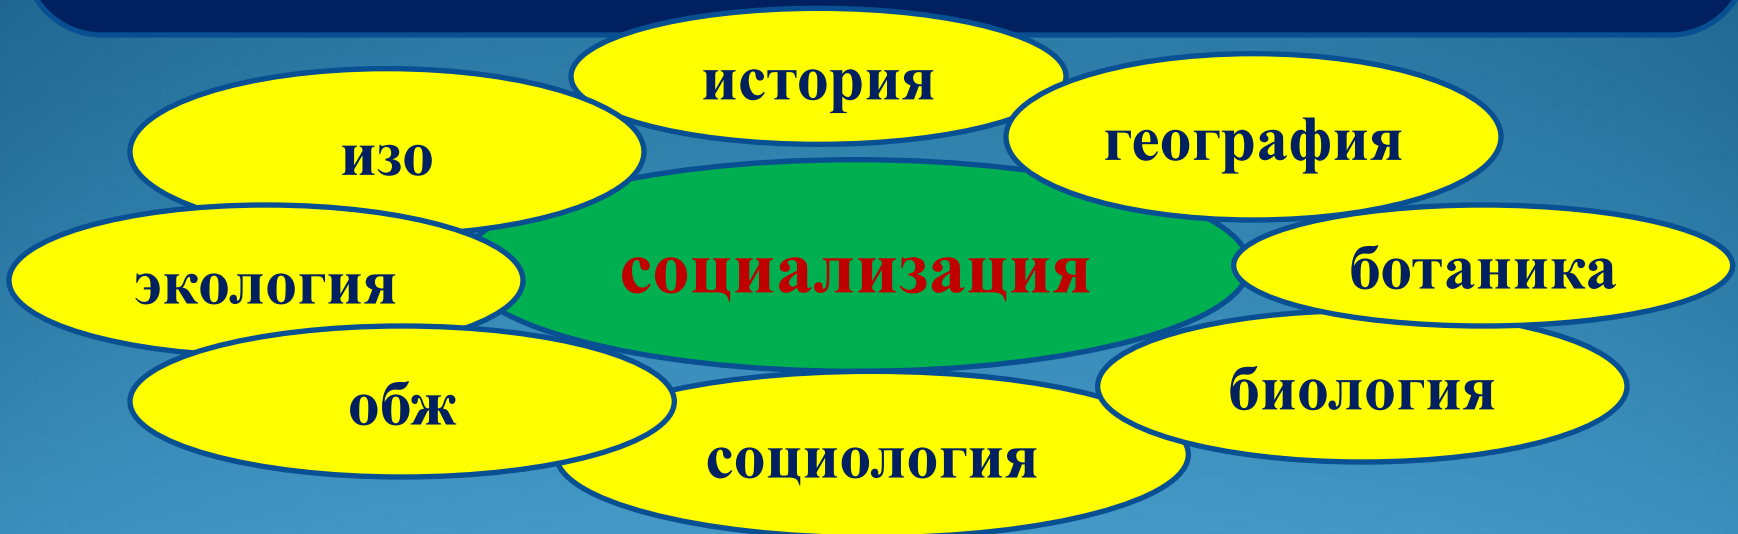 история
география
изо
социализация
ботаника
экология
биология
обж
социология